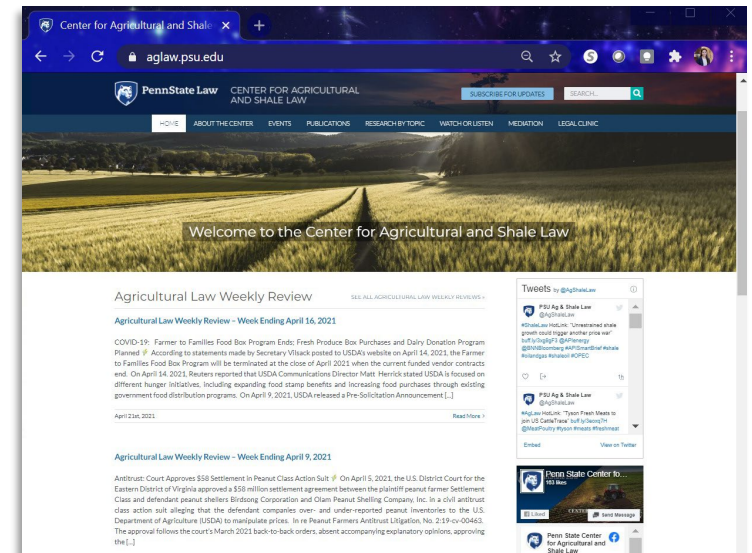 Center for Agricultural and Shale
aglaw.psu.edu
PennState Law
CENTER FOR AGRICULTURAL
AND SHALE LAW
SUBSCRIBE FOR UPDATES
SEARCH...
HOME ABOUT THE CENTER EVENTS PUBLICATIONS RESEARCH BY TOPIC WATCH OR LISTEN MEDIATION LEGAL CLINIC
Welcome to the Center for Agricultural and Shale Law
Agricultural Law Weekly Review
SEE ALL AGRICULTURAL LAW WEEKLY REVIEWS >
Agricultural Law Weekly Review – Week Ending April 16, 2021
COVID-19: Farmer to Families Food Box Program Ends; Fresh Produce Box Purchases and Dairy Donation Program
Planned ⚡ According to statements made by Secretary Vilsack posted to USDA's website on April 14, 2021, the Farmer
to Families Food Box Program will be terminated at the close of April 2021 when the current funded vendor contracts
end. On April 14, 2021, Reuters reported that USDA Communications Director Matt Herrick stated USDA is focused on
different hunger initiatives, including expanding food stamp benefits and increasing food purchases through existing
government food distribution programs. On April 9, 2021, USDA released a Pre-Solicitation Announcement [...]
April 21st, 2021
Read More >
Agricultural Law Weekly Review – Week Ending April 9, 2021
Antitrust: Court Approves $58 Settlement in Peanut Class Action Suit ⚡ On April 5, 2021, the U.S. District Court for the
Eastern District of Virginia approved a $58 million settlement agreement between the plaintiff peanut farmer Settlement
Class and defendant peanut shellers Birdsong Corporation and Olam Peanut Shelling Company, Inc. in a civil antitrust
class action suit alleging that the defendant companies over- and under-reported peanut inventories to the U.S.
Department of Agriculture (USDA) to manipulate prices. In re Peanut Farmers Antitrust Litigation, No. 2:19-cv-00463.
The approval follows the court's March 2021 back-to-back orders, absent accompanying explanatory opinions, approving
the [...]
Tweets by @AgShaleLaw
PSU Ag & Shale Law
@AgShaleLaw
#ShaleLaw HotLink: "Unrestrained shale
growth could trigger another price war"
@APIenergy
@BNNBloomberg @APISmartBrief #shale
#oilandgas #shaleoil #OPEC
1h
PSU Ag & Shale Law
@AgShaleLaw
#AgLaw HotLink: "Tyson Fresh Meats to
join US CattleTrace"
@MeatPoultry #tyson #meats #freshmeat
Embed
View on Twitter
Penn State Center fo...
163 likes
Liked
Send Message
Penn State Center
for Agricultural and
Shale Law